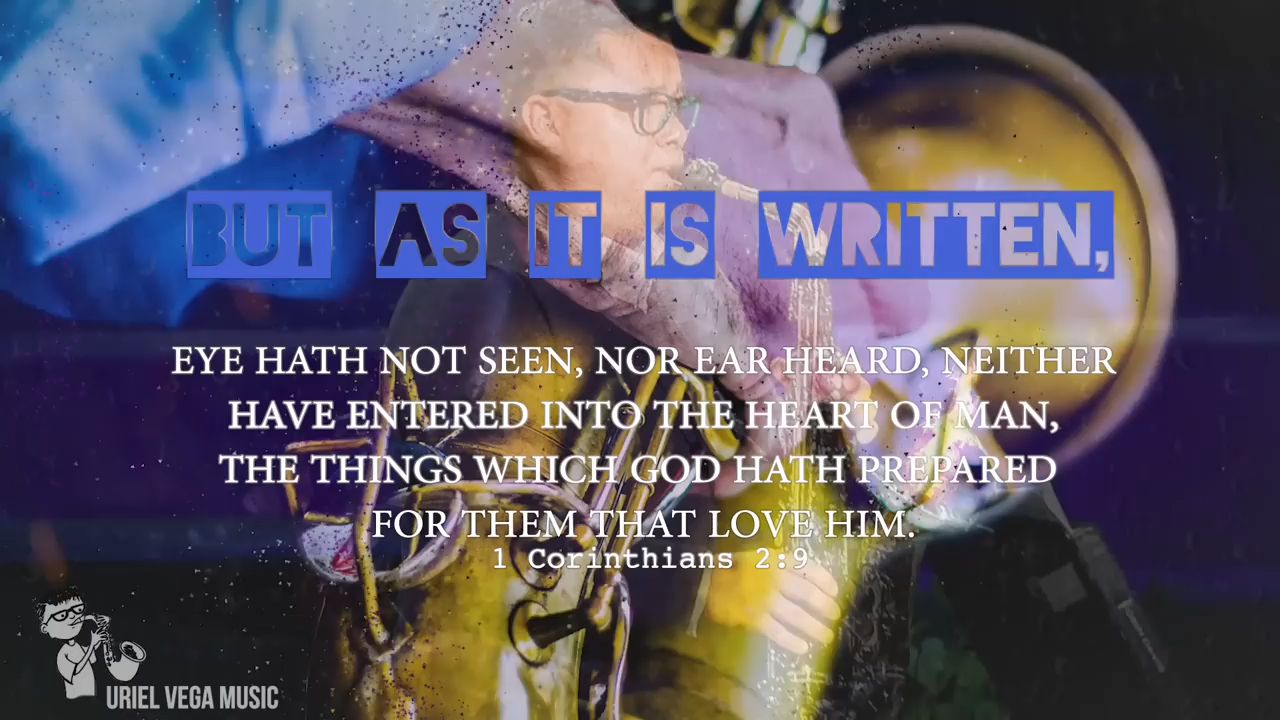 BUT AS IT IS WRITTEN,
EYE HATH NOT SEEN, NOR EAR HEARD, NEITHER
HAVE ENTERED INTO THE HEART OF MAN,
THE THINGS WHICH GOD HATH PREPARED
FOR THEM THAT LOVE HIM.
1 Corinthians 2:9
URIEL VEGA MUSIC